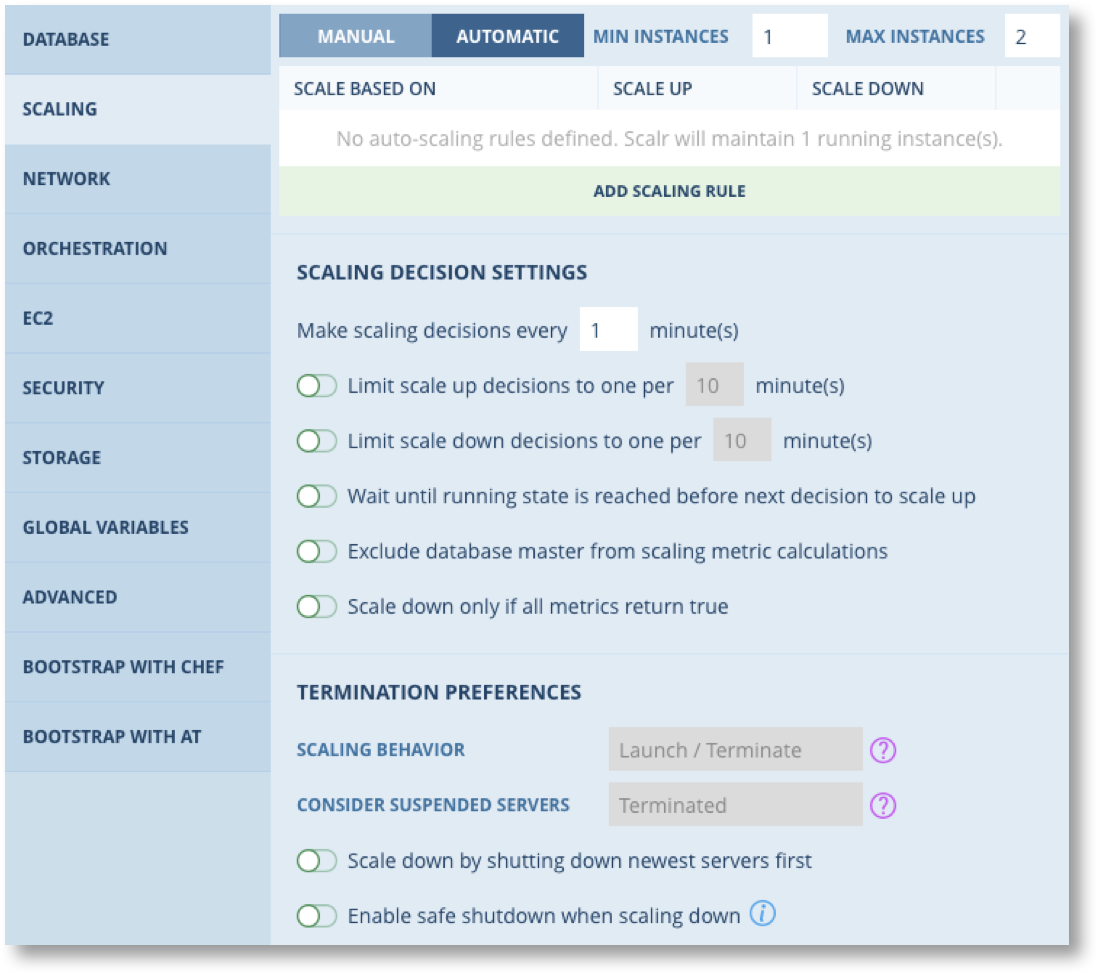 DATABASE
SCALING
NETWORK
ORCHESTRATION
EC2
SECURITY
STORAGE
GLOBAL VARIABLES
ADVANCED
BOOTSTRAP WITH CHEF
BOOTSTRAP WITH AT
MANUAL AUTOMATIC MIN INSTANCES 1 MAX INSTANCES 2
SCALE BASED ON SCALE UP SCALE DOWN
No auto-scaling rules defined. Scalr will maintain 1 running instance(s).
ADD SCALING RULE
SCALING DECISION SETTINGS
Make scaling decisions every 1 minute(s)
Limit scale up decisions to one per 10 minute(s)
Limit scale down decisions to one per 10 minute(s)
Wait until running state is reached before next decision to scale up
Exclude database master from scaling metric calculations
Scale down only if all metrics return true
TERMINATION PREFERENCES
SCALING BEHAVIOR Launch / Terminate ?
CONSIDER SUSPENDED SERVERS Terminated ?
Scale down by shutting down newest servers first
Enable safe shutdown when scaling down i